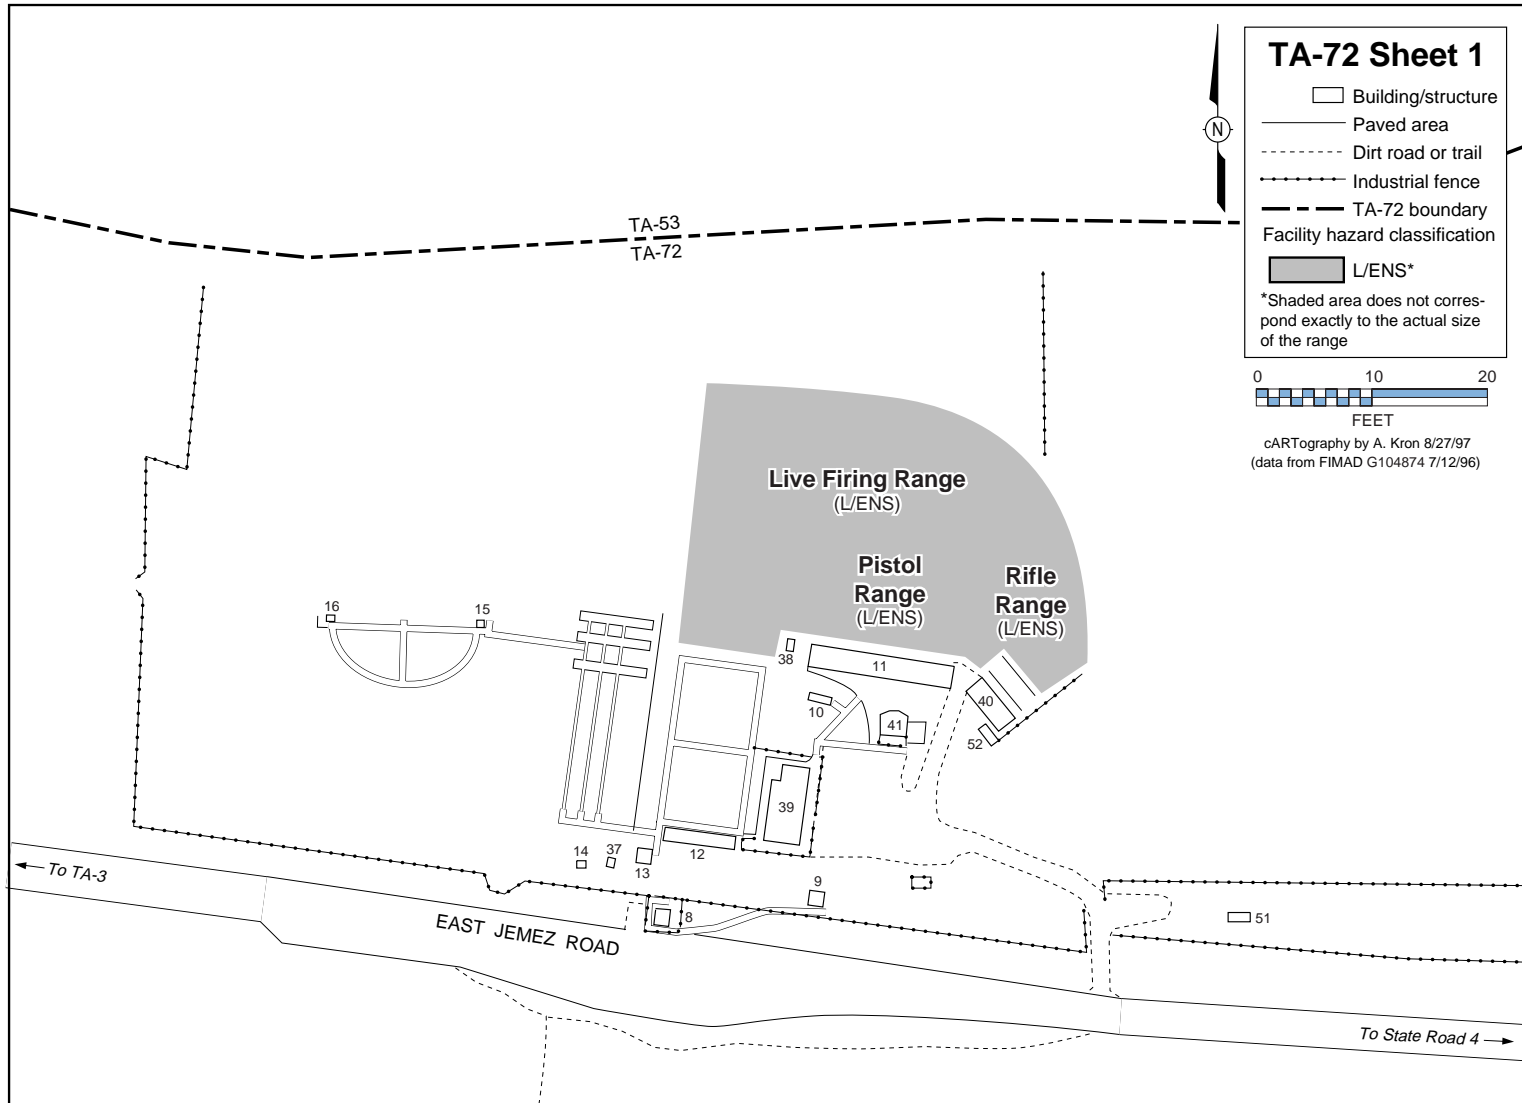 TA-72 Sheet 1
Building/structure
Paved area
Dirt road or trail
Industrial fence
TA-72 boundary
Facility hazard classification
L/ENS*
*Shaded area does not corres-
pond exactly to the actual size
of the range
N
0 10 20
FEET
cARTography by A. Kron 8/27/97
(data from FIMAD G104874 7/12/96)
TA-53
TA-72
Live Firing Range
(L/ENS)
Pistol
Range
(L/ENS)
Rifle
Range
(L/ENS)
16
15
38
11
10
41
40
52
39
14
37
13
12
9
8
51
To TA-3
EAST JEMEZ ROAD
To State Road 4